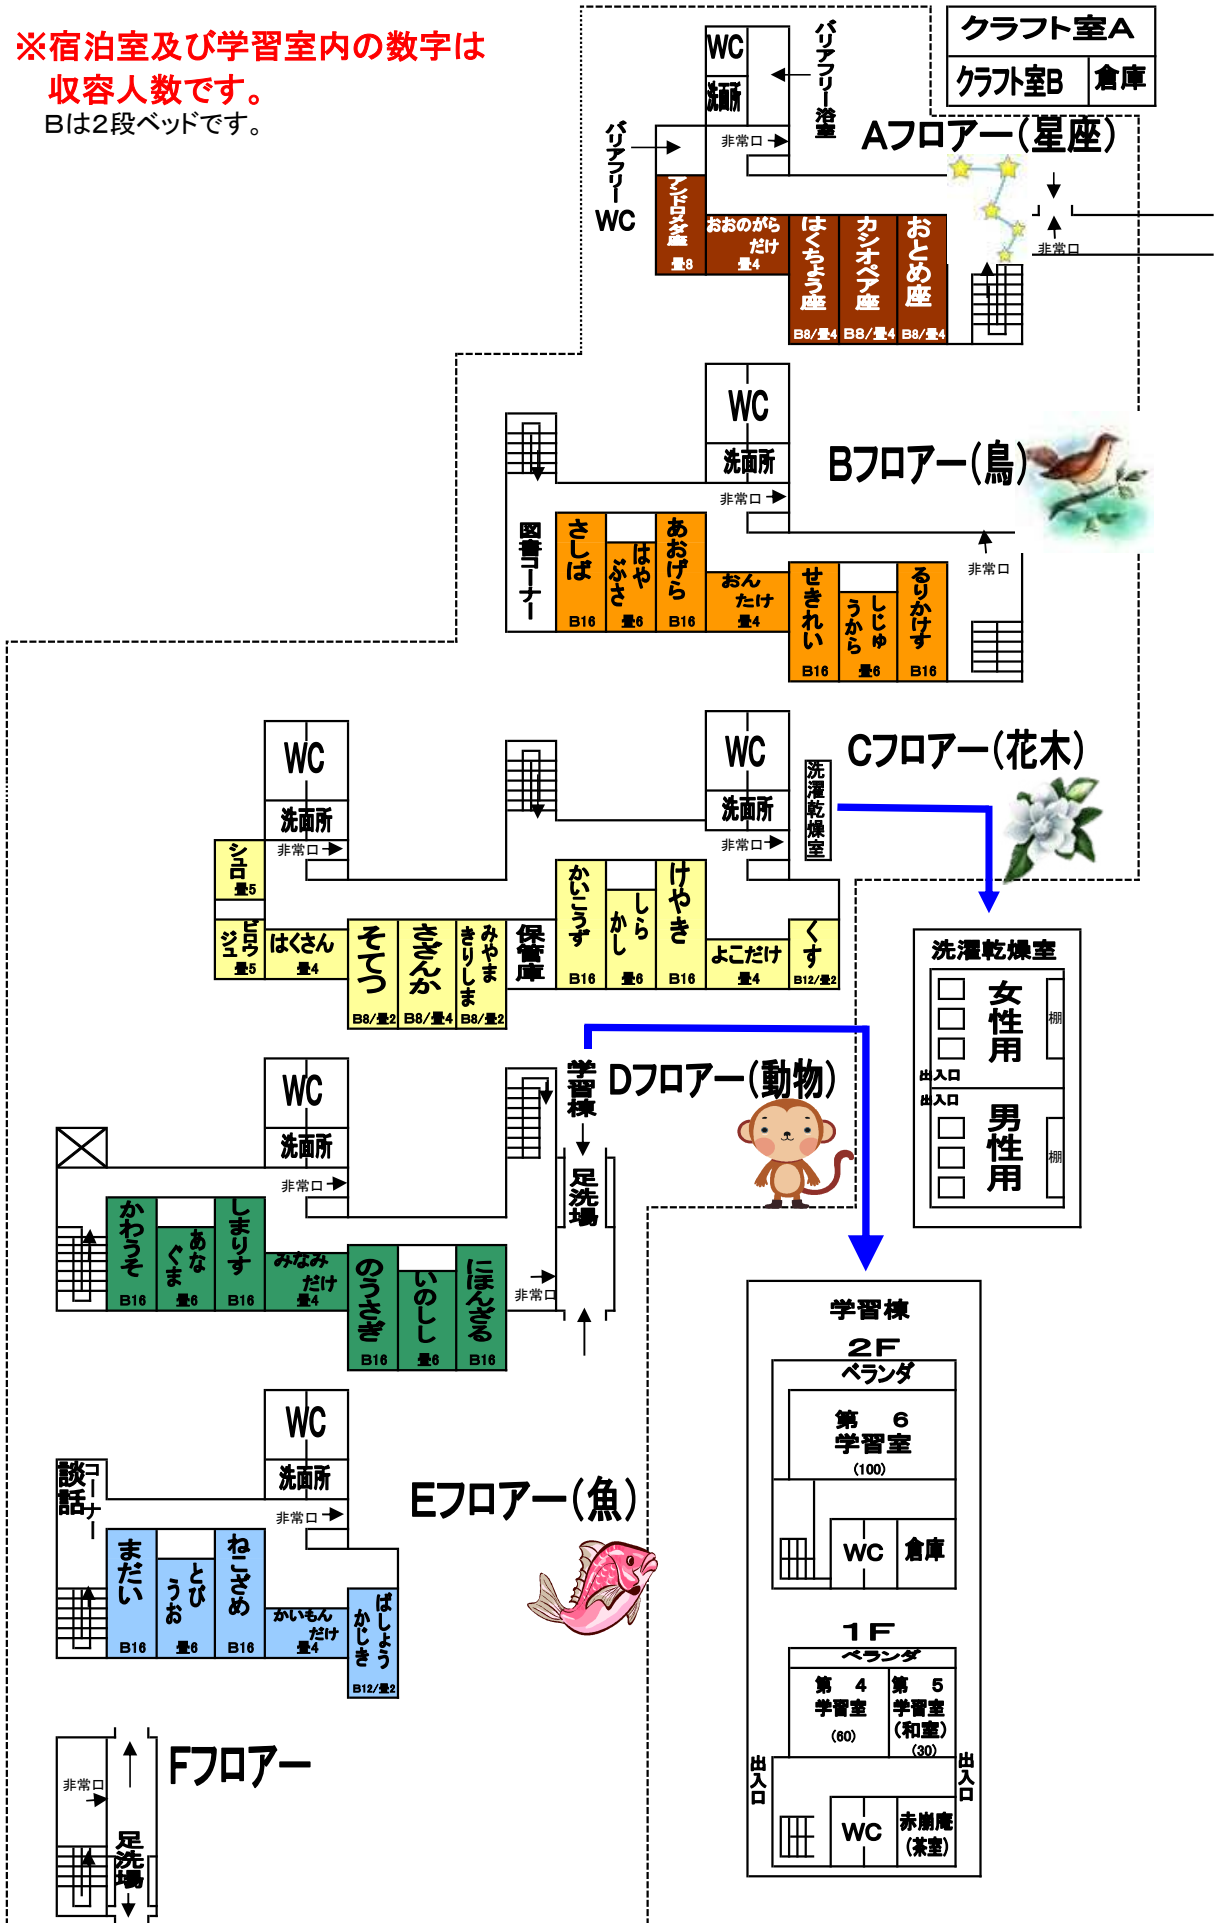 ※宿泊室及び学習室内の数字は
収容人数です。
Bは2段ベッドです。
クラフト室A
クラフト室B
倉庫
Aフロアー(星座)
WC
洗面所
バリアフリー浴室
非常口
バリアフリー
WC
アンドロメダ座
畳8
おおのがら
だけ
畳4
はくちょう座
B8/畳4
カシオペア座
B8/畳4
おとめ座
B8/畳4
非常口
Bフロアー(鳥)
WC
洗面所
非常口
図書コーナー
さしば
B16
はや
ぶさ
畳6
あおげら
B16
おん
たけ
畳4
せきれい
B16
しじゅ
うから
畳6
るりかけす
B16
非常口
Cフロアー(花木)
WC
洗面所
非常口
WC
洗面所
非常口
洗濯乾燥室
シュロ
畳5
ビロウ
ジュ
畳5
はくさん
畳4
そてつ
B8/畳2
さざんか
B8/畳4
みやま
きりしま
B8/畳2
保管庫
かいこうず
B16
しら
かし
畳6
けやき
B16
よこだけ
畳4
くす
B12/畳2
洗濯乾燥室
女性用
棚
出入口
出入口
男性用
棚
Dフロアー(動物)
WC
洗面所
非常口
学習棟
足洗場
非常口
かわうそ
B16
あな
ぐま
畳6
しまりす
B16
みなみ
だけ
畳4
のうさぎ
B16
いのしし
畳6
にほんざる
B16
学習棟
2F
ベランダ
第 6
学習室
(100)
WC
倉庫
1F
ベランダ
第 4
学習室
(60)
第 5
学習室
(和室)
(30)
出入口
出入口
WC
赤崩庵
(茶室)
Eフロアー(魚)
WC
洗面所
非常口
談話
コーナー
まだい
B16
とび
うお
畳6
ねこざめ
B16
かいもん
だけ
畳4
ばしょう
かじき
B12/畳2
Fフロアー
非常口
足洗場